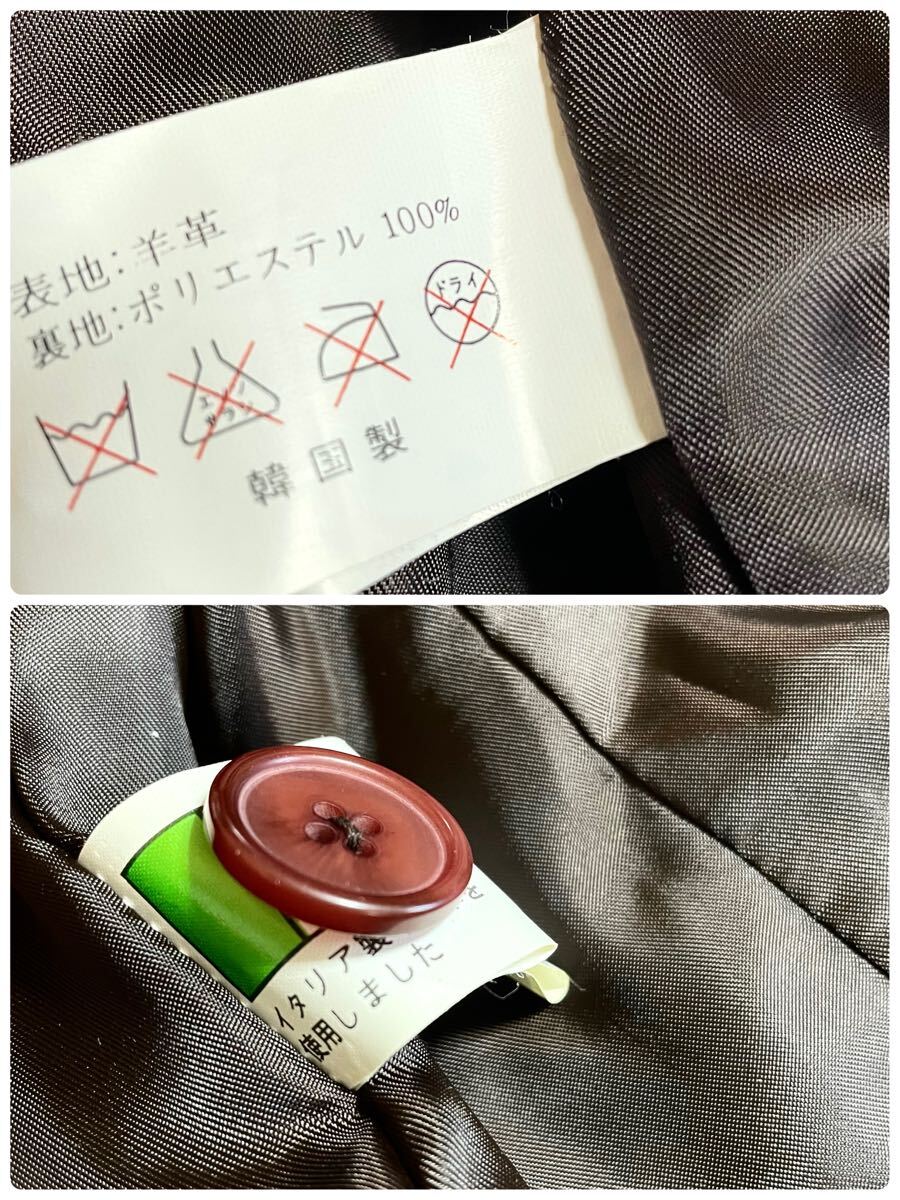 表地:羊革
裏地:ポリエステル 100%
エンソ
サラシ
ドライ
韓国製
を
イタリア製
使用しました